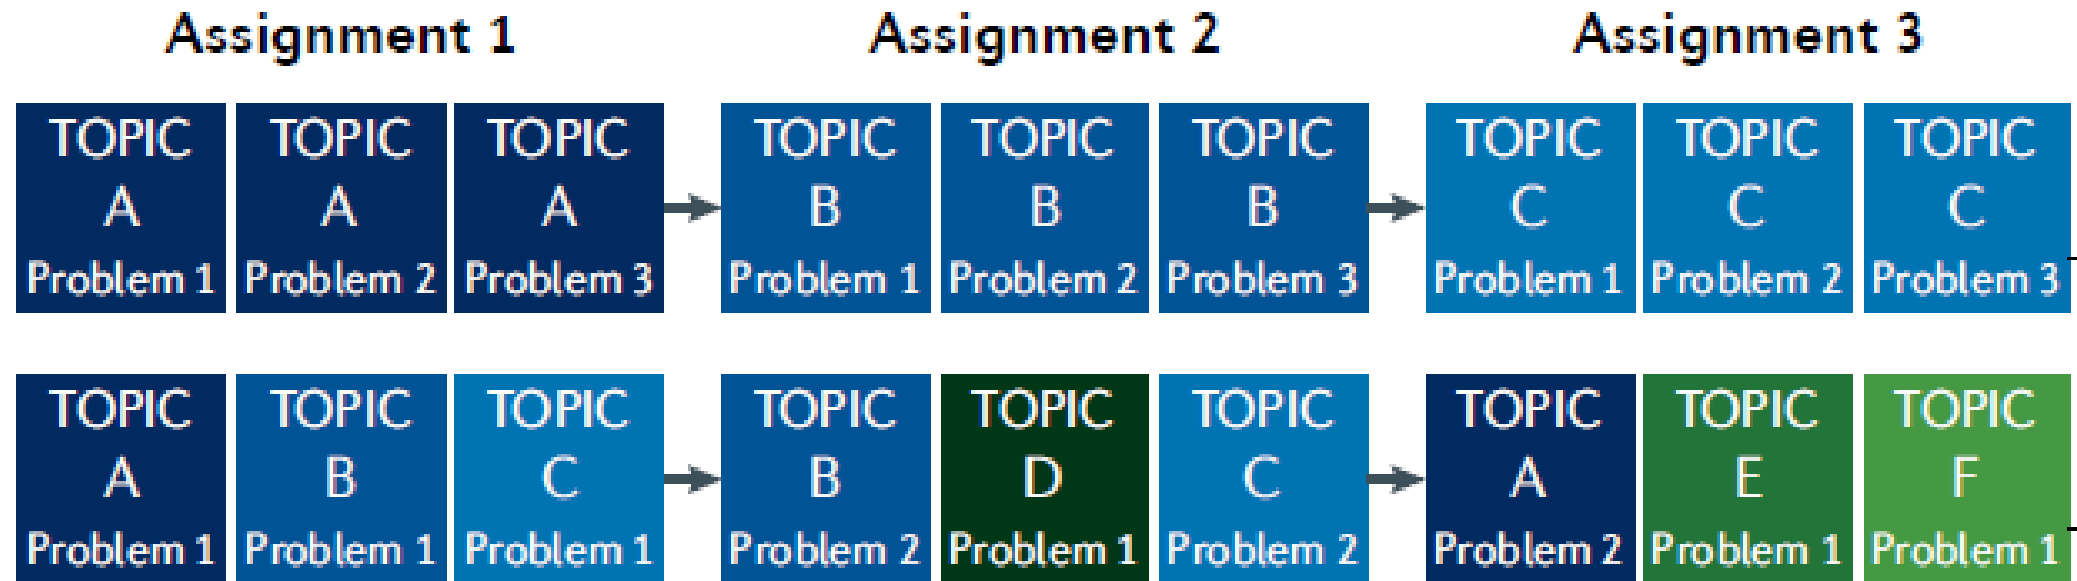 Assignment 1 Assignment 2 Assignment 3
TOPIC TOPIC TOPIC TOPIC TOPIC TOPIC TOPIC TOPIC TOPIC
A A A B B B C C C
Problem 1 Problem 2 Problem 3 Problem 1 Problem 2 Problem 3 Problem 1 Problem 2 Problem 3
TOPIC TOPIC TOPIC TOPIC TOPIC TOPIC TOPIC TOPIC TOPIC
A B C B D C A E F
Problem 1 Problem 1 Problem 1 Problem 2 Problem 1 Problem 2 Problem 2 Problem 1 Problem 1